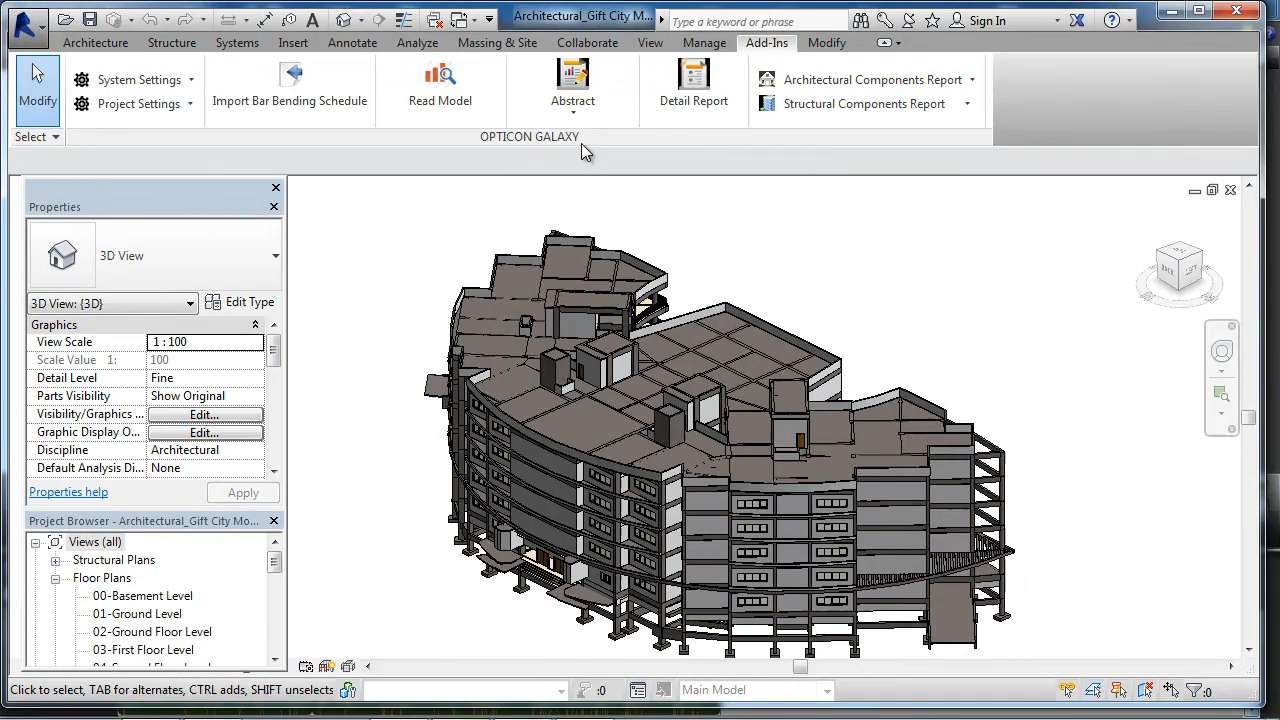 Architectural_Gift City M...
Type a keyword or phrase
Sign In
Architecture
Structure
Systems
Insert
Annotate
Analyze
Massing & Site
Collaborate
View
Manage
Add-Ins
Modify
Modify
System Settings
Project Settings
Import Bar Bending Schedule
Read Model
Abstract
Detail Report
Architectural Components Report
Structural Components Report
Select
OPTICON GALAXY
Properties
3D View
3D View: {3D}
Edit Type
Graphics
View Scale 1 : 100
Scale Value 1: 100
Detail Level Fine
Parts Visibility Show Original
Visibility/Graphics ... Edit...
Graphic Display O... Edit...
Discipline Architectural
Default Analysis Di... None
Properties help
Apply
Project Browser - Architectural_Gift City Mo...
Views (all)
Structural Plans
Floor Plans
00-Basement Level
01-Ground Level
02-Ground Floor Level
03-First Floor Level
BACK
LEFT
Click to select, TAB for alternates, CTRL adds, SHIFT unselects
:0
Main Model
:0